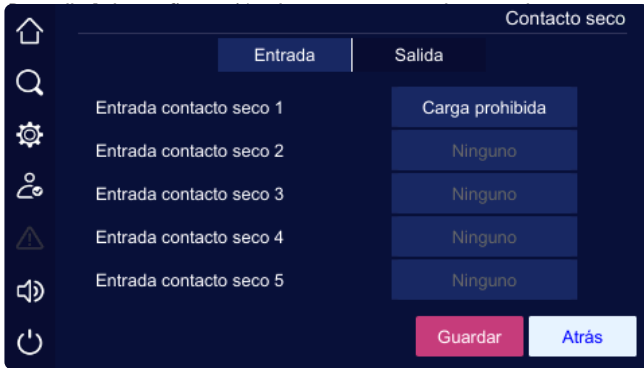 Contacto seco
Entrada Salida
Entrada contacto seco 1 Carga prohibida
Entrada contacto seco 2 Ninguno
Entrada contacto seco 3 Ninguno
Entrada contacto seco 4 Ninguno
Entrada contacto seco 5 Ninguno
Guardar Atrás